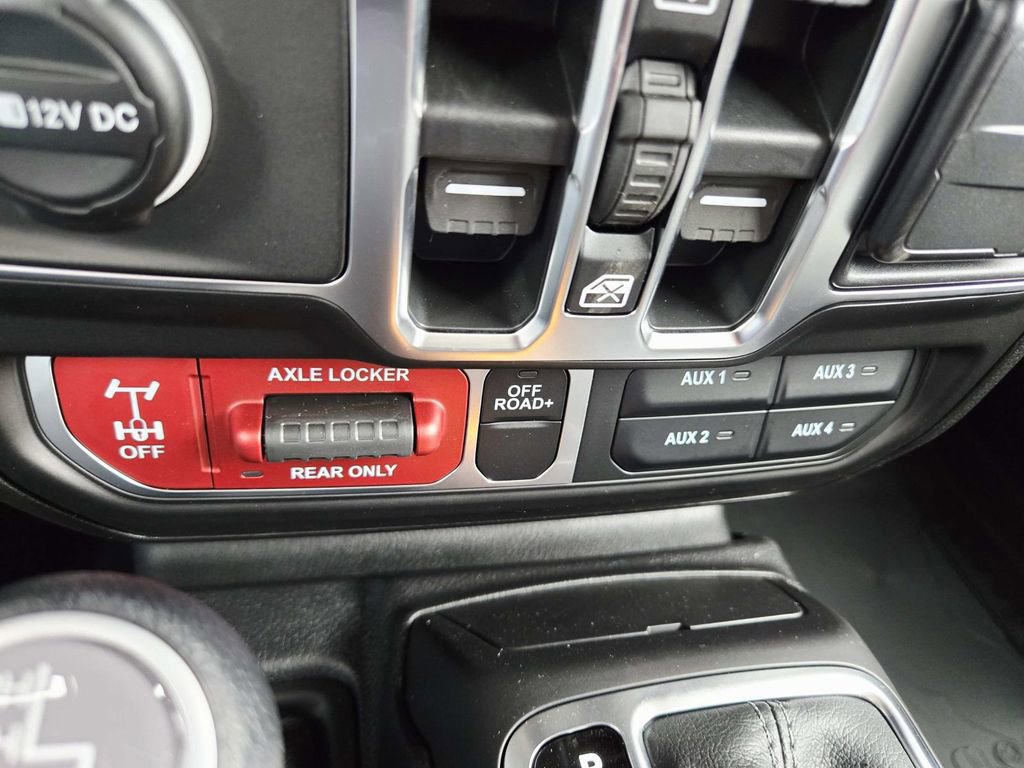 12V DC
AXLE LOCKER
OFF
REAR ONLY
OFF
ROAD+
AUX 1
AUX 3
AUX 2
AUX 4
P